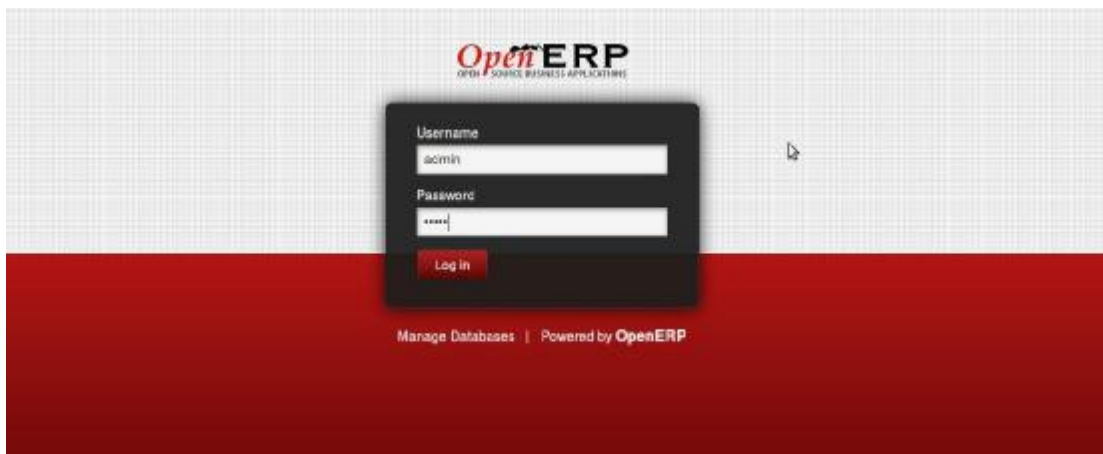 OpenERP
OPEN SOURCE BUSINESS APPLICATIONS
Username
admin
Password
•••••
Log in
Manage Databases | Powered by OpenERP